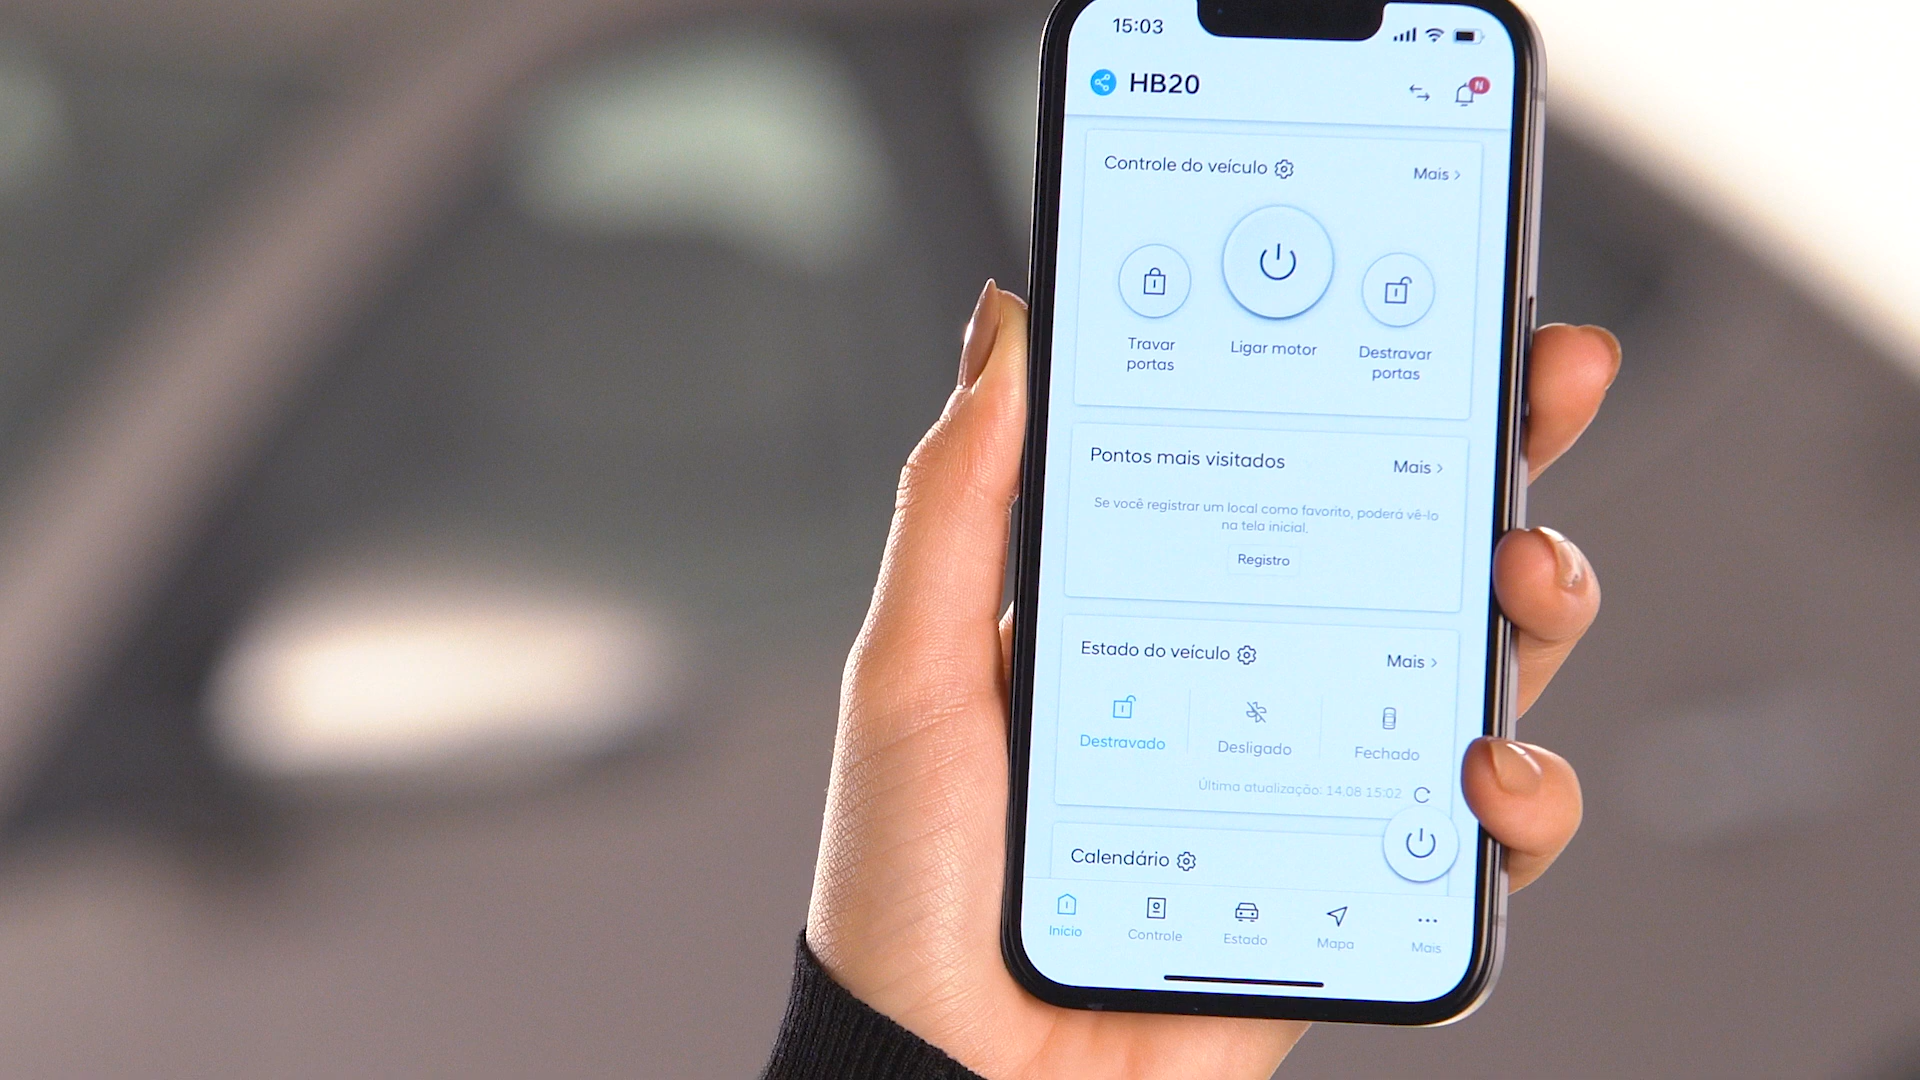 15:03
HB20
N
Controle do veículo
Mais >
Travar
portas
Ligar motor
Destravar
portas
Pontos mais visitados
Mais >
Se você registrar um local como favorito, poderá vê-lo
na tela inicial.
Registro
Estado do veículo
Mais >
Destravado
Desligado
Fechado
Última atualização: 14.08 15:02
Calendário
Início
Controle
Estado
Mapa
Mais